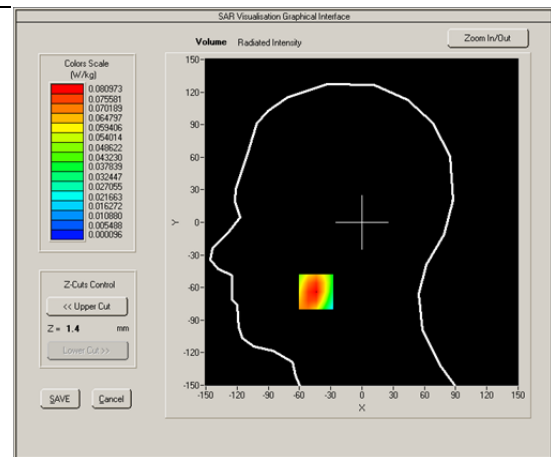 SAR Visualisation Graphical Interface
Volume Radiated Intensity
Zoom In/Out
Colors Scale
(W/kg)
0.080973
0.075581
0.070189
0.064797
0.059406
0.054014
0.048622
0.043230
0.037839
0.032447
0.027055
0.021663
0.016272
0.010880
0.005488
0.000096
Z-Cuts Control
<< Upper Cut
Z = 1.4 mm
Lower Cut >>
SAVE Cancel
150
120
90
60
30
Y 0
-30
-60
-90
-120
-150
-150 -120 -90 -60 -30 0 30 60 90 120 150
X